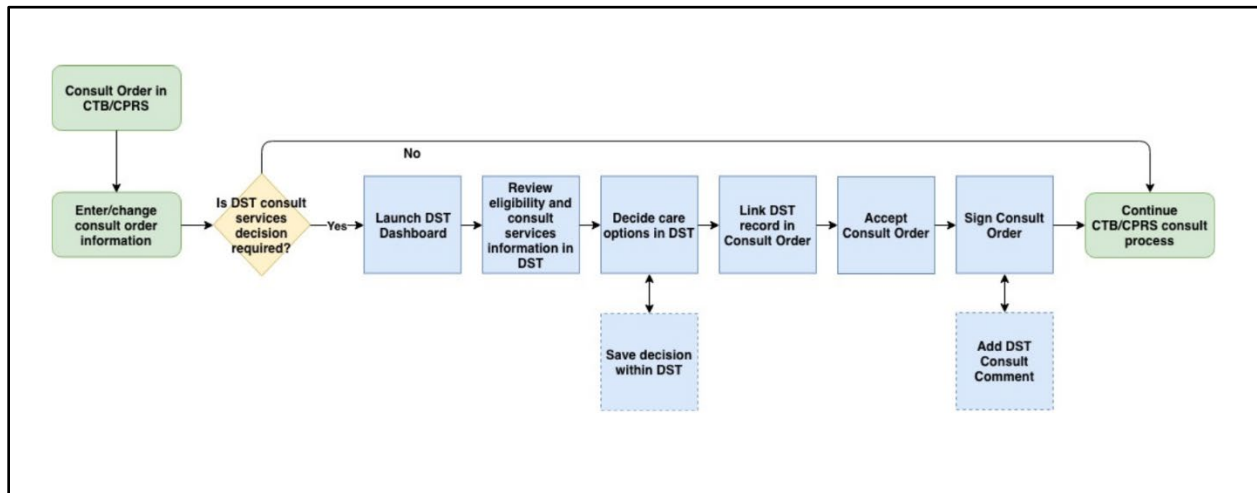 Consult Order in
CTB/CPRS
No
Enter/change
consult order
information
Is DST consult
services
decision
required?
Yes
Launch DST
Dashboard
Review
eligibility and
consult
services
information in
DST
Decide care
options in DST
Link DST
record in
Consult Order
Accept
Consult Order
Sign Consult
Order
Continue
CTB/CPRS consult
process
Save decision
within DST
Add DST
Consult
Comment